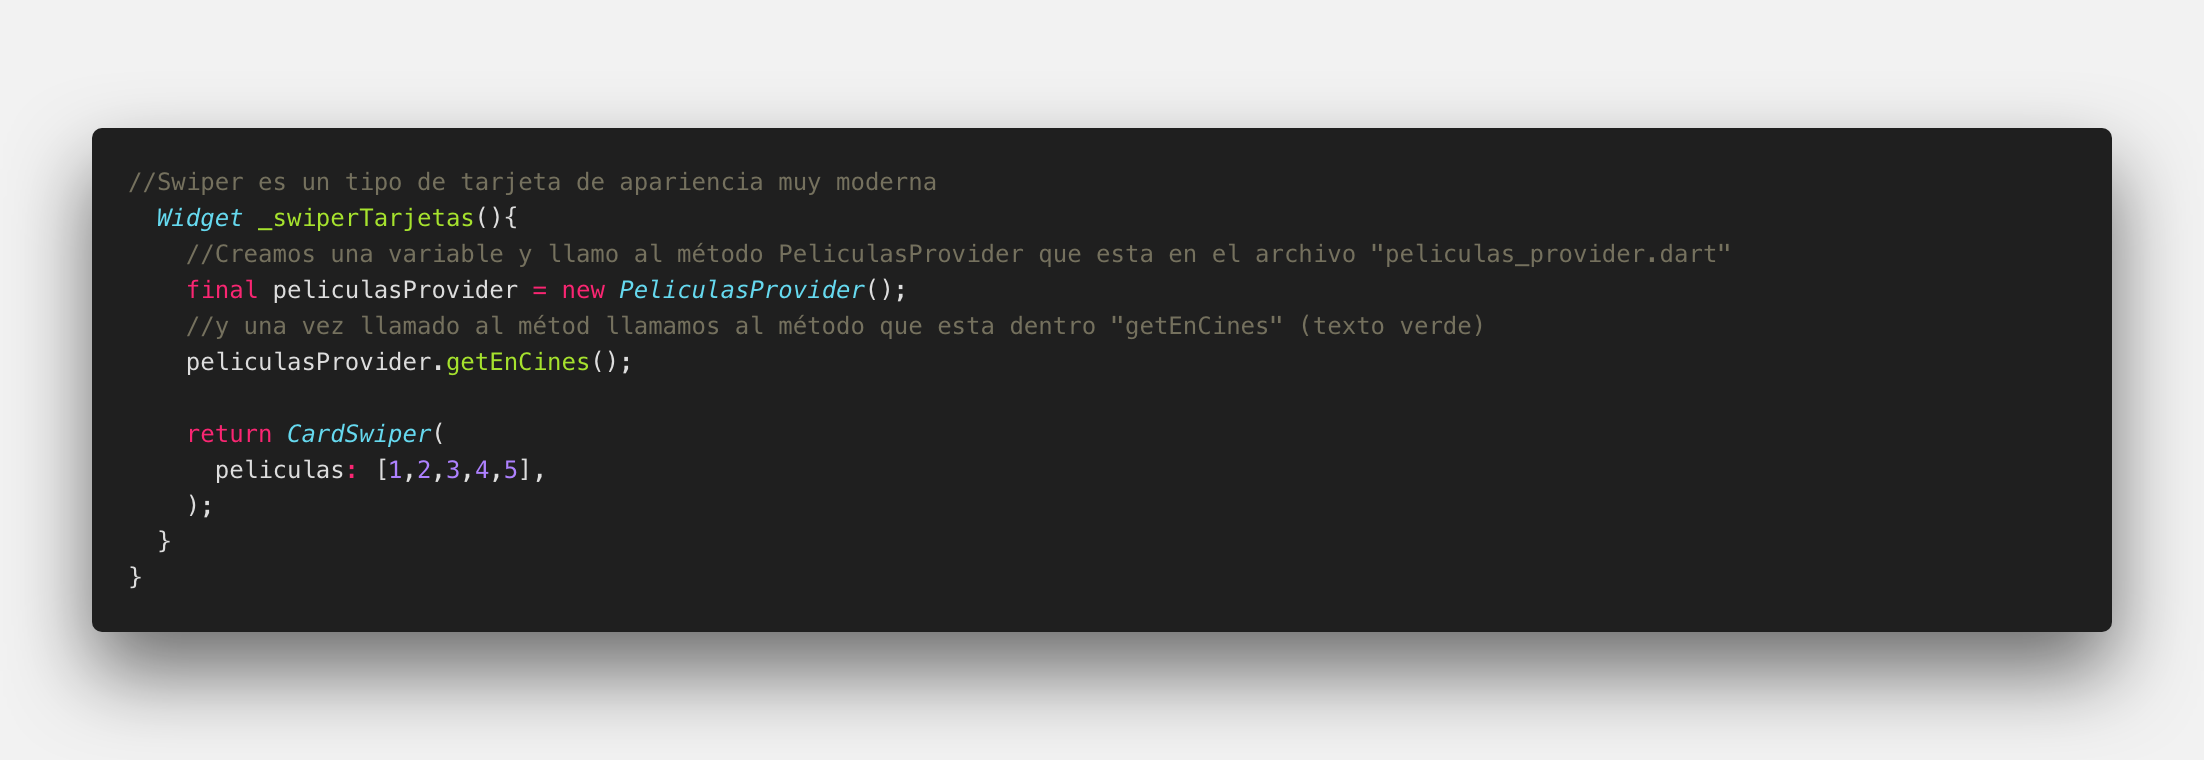 //Swiper es un tipo de tarjeta de apariencia muy moderna
  Widget _swiperTarjetas(){
    //Creamos una variable y llamo al método PeliculasProvider que esta en el archivo "peliculas_provider.dart"
    final peliculasProvider = new PeliculasProvider();
    //y una vez llamado al métod llamamos al método que esta dentro "getEnCines" (texto verde)
    peliculasProvider.getEnCines();

    return CardSwiper(
      peliculas: [1,2,3,4,5],
    );
  }
}